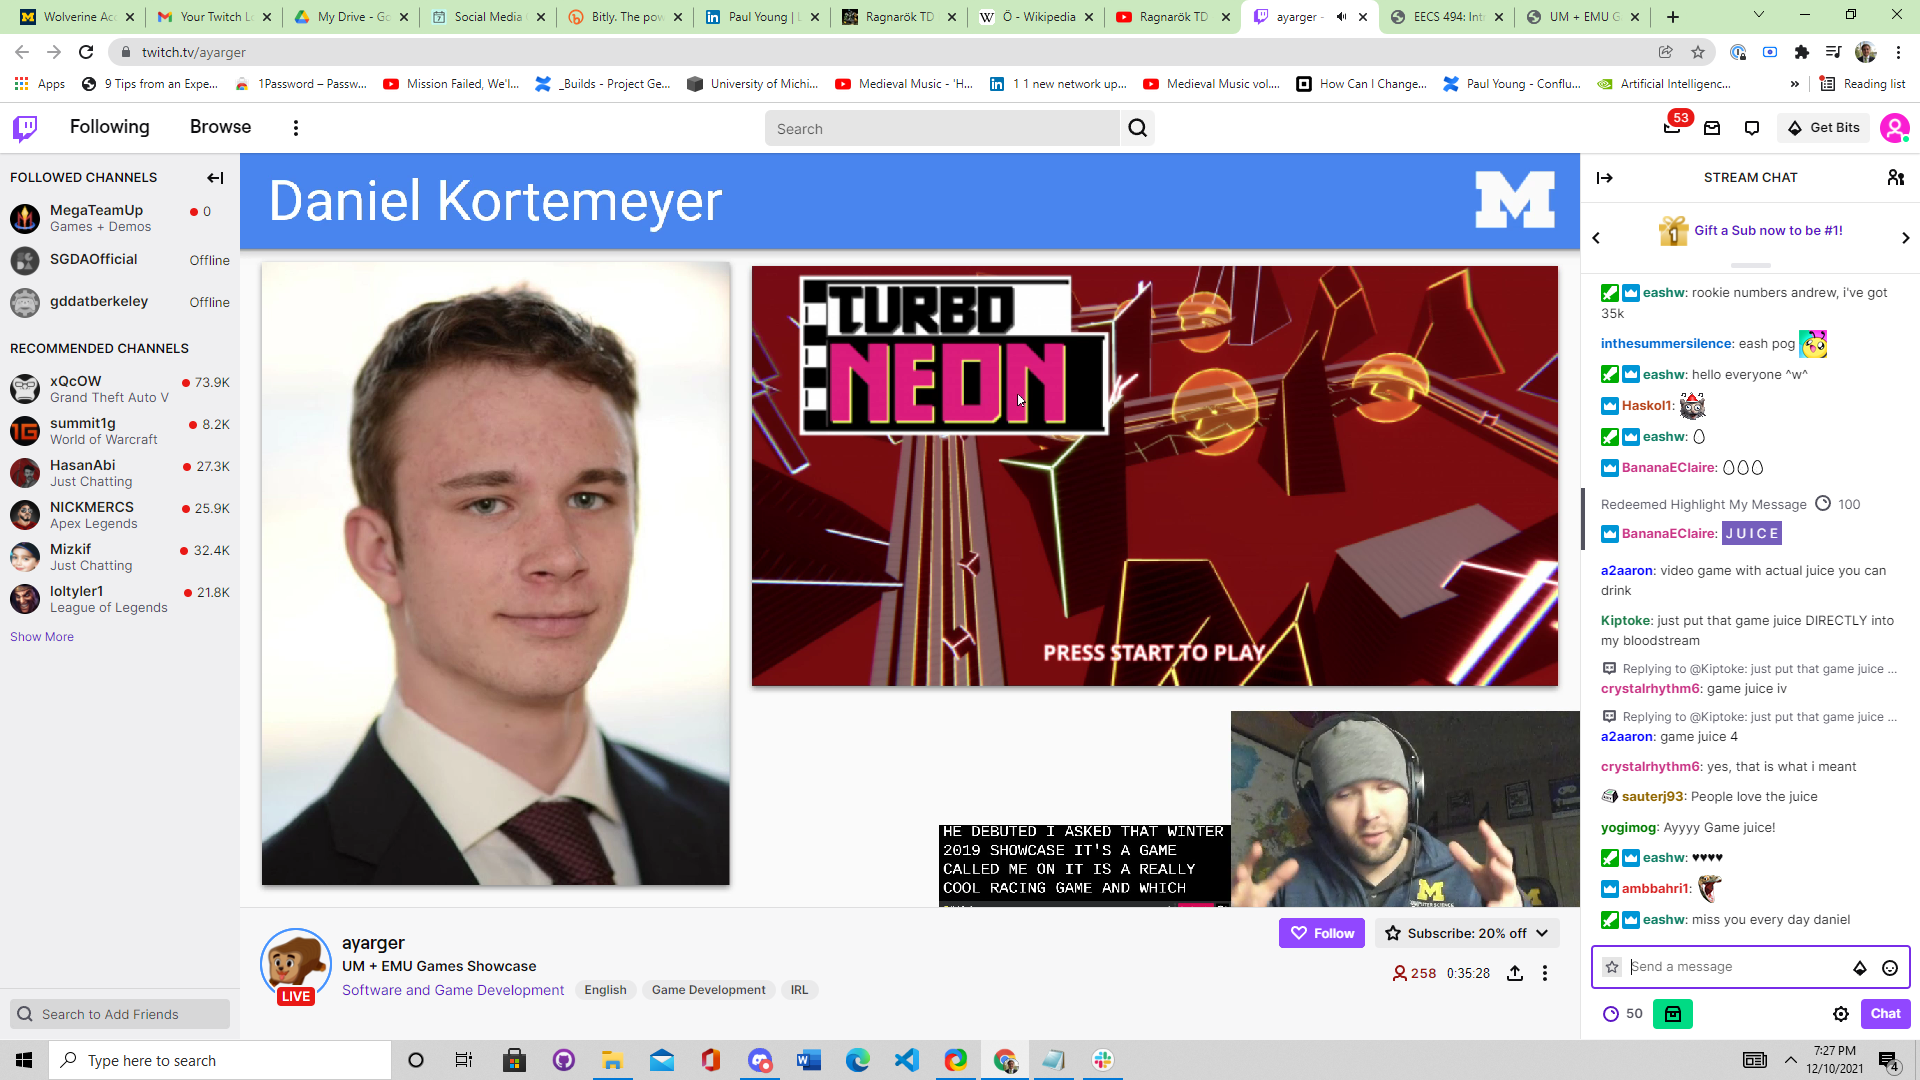 Wolverine Acc
Your Twitch Lo
My Drive - Go
Social Media
Bitly. The pow
Paul Young | L
Ragnarök TD
Ö - Wikipedia
Ragnarök TD
ayarger -
EECS 494: Int
UM + EMU G
twitch.tv/ayarger
Apps
9 Tips from an Expe...
1Password – Passw...
Mission Failed, We'l...
_Builds - Project Ge...
University of Michi...
Medieval Music - 'H...
1 1 new network up...
Medieval Music vol....
How Can I Change...
Paul Young - Conflu...
Artificial Intelligenc...
»
Reading list
Following
Browse
Search
53
Get Bits
FOLLOWED CHANNELS
MegaTeamUp
0
Games + Demos
SGDAOfficial
Offline
gddatberkeley
Offline
RECOMMENDED CHANNELS
xQcOW
73.9K
Grand Theft Auto V
summit1g
8.2K
World of Warcraft
HasanAbi
27.3K
Just Chatting
NICKMERCS
25.9K
Apex Legends
Mizkif
32.4K
Just Chatting
loltyler1
21.8K
League of Legends
Show More
Search to Add Friends
Daniel Kortemeyer
M
TURBO
NEON
PRESS START TO PLAY
HE DEBUTED I ASKED THAT WINTER
2019 SHOWCASE IT'S A GAME
CALLED ME ON IT IS A REALLY
COOL RACING GAME AND WHICH
M
ayarger
UM + EMU Games Showcase
Software and Game Development
English
Game Development
IRL
LIVE
Follow
Subscribe: 20% off
258
0:35:28
STREAM CHAT
1
Gift a Sub now to be #1!
eashw: rookie numbers andrew, i've got
35k
inthesummersilence: eash pog
eashw: hello everyone ^w^
Haskol1:
eashw:
BananaEClaire:
Redeemed Highlight My Message 100
BananaEClaire: J U I C E
a2aaron: video game with actual juice you can
drink
Kiptoke: just put that game juice DIRECTLY into
my bloodstream
Replying to @Kiptoke: just put that game juice ...
crystalrhythm6: game juice iv
Replying to @Kiptoke: just put that game juice ...
a2aaron: game juice 4
crystalrhythm6: yes, that is what i meant
sauterj93: People love the juice
yogimog: Ayyyy Game juice!
eashw: ♥♥♥♥
ambbahri1:
eashw: miss you every day daniel
Send a message
50
Chat
Type here to search
7:27 PM
12/10/2021
4